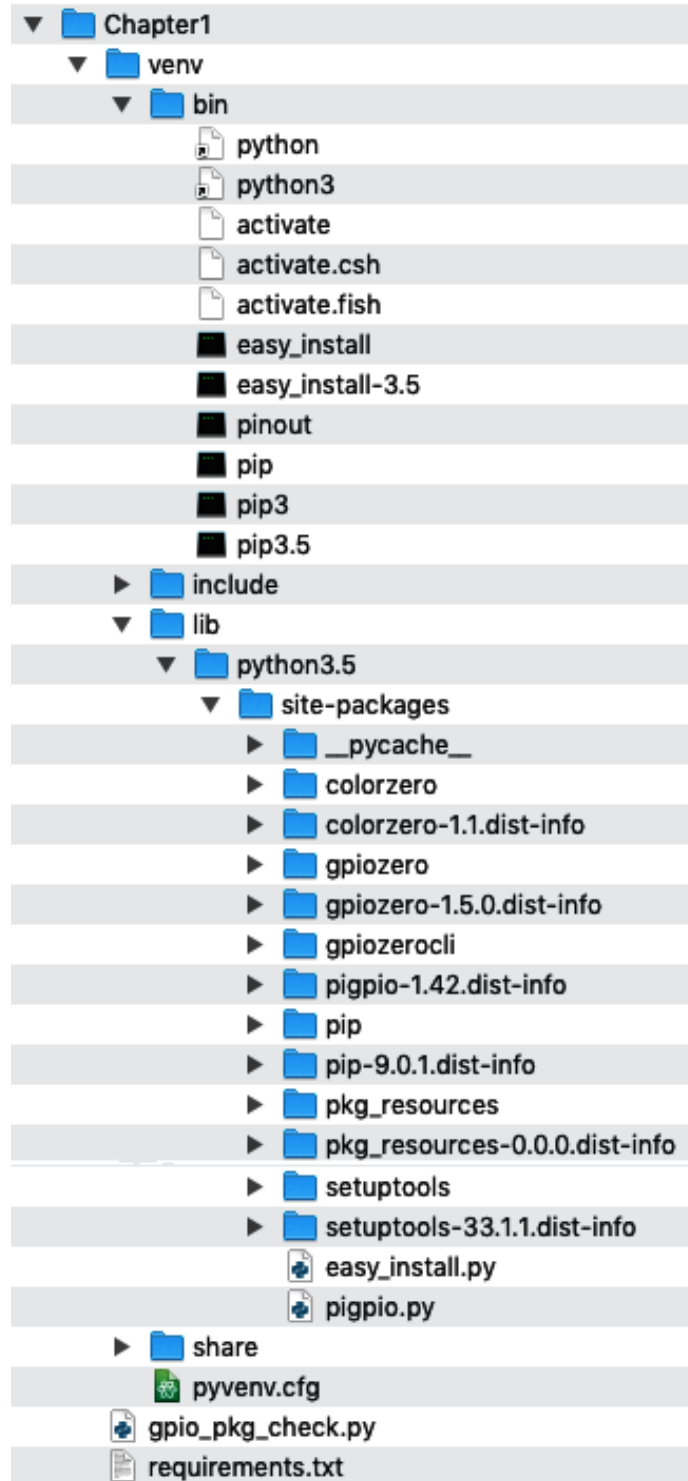 Chapter1
venv
bin
python
python3
activate
activate.csh
activate.fish
easy_install
easy_install-3.5
pinout
pip
pip3
pip3.5
include
lib
python3.5
site-packages
__pycache__
colorzero
colorzero-1.1.dist-info
gpiozero
gpiozero-1.5.0.dist-info
gpiozerocli
pigpio-1.42.dist-info
pip
pip-9.0.1.dist-info
pkg_resources
pkg_resources-0.0.0.dist-info
setuptools
setuptools-33.1.1.dist-info
easy_install.py
pigpio.py
share
pyvenv.cfg
gpio_pkg_check.py
requirements.txt